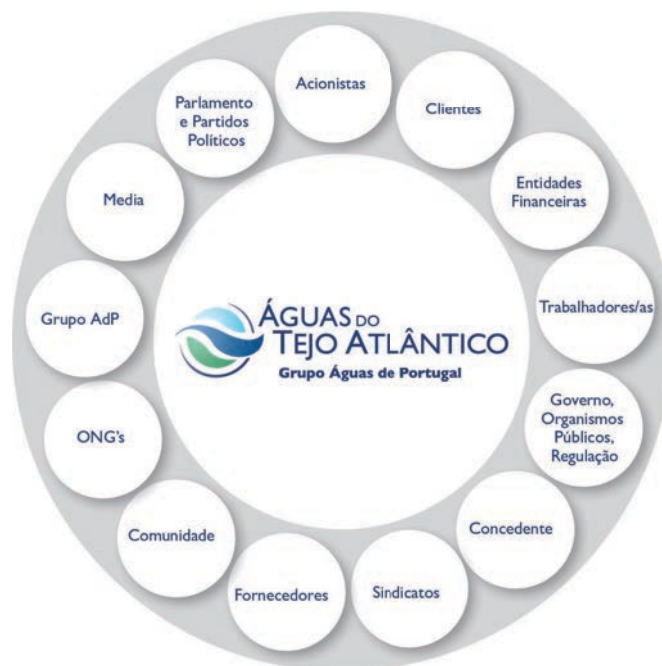 Acionistas
Clientes
Entidades
Financeiras
Trabalhadores/as
Governo,
Organismos
Públicos,
Regulação
Concedente
Sindicatos
Fornecedores
Comunidade
ONG's
Grupo AdP
Media
Parlamento
e Partidos
Políticos
ÁGUAS DO
TEJO ATLÂNTICO
Grupo Águas de Portugal